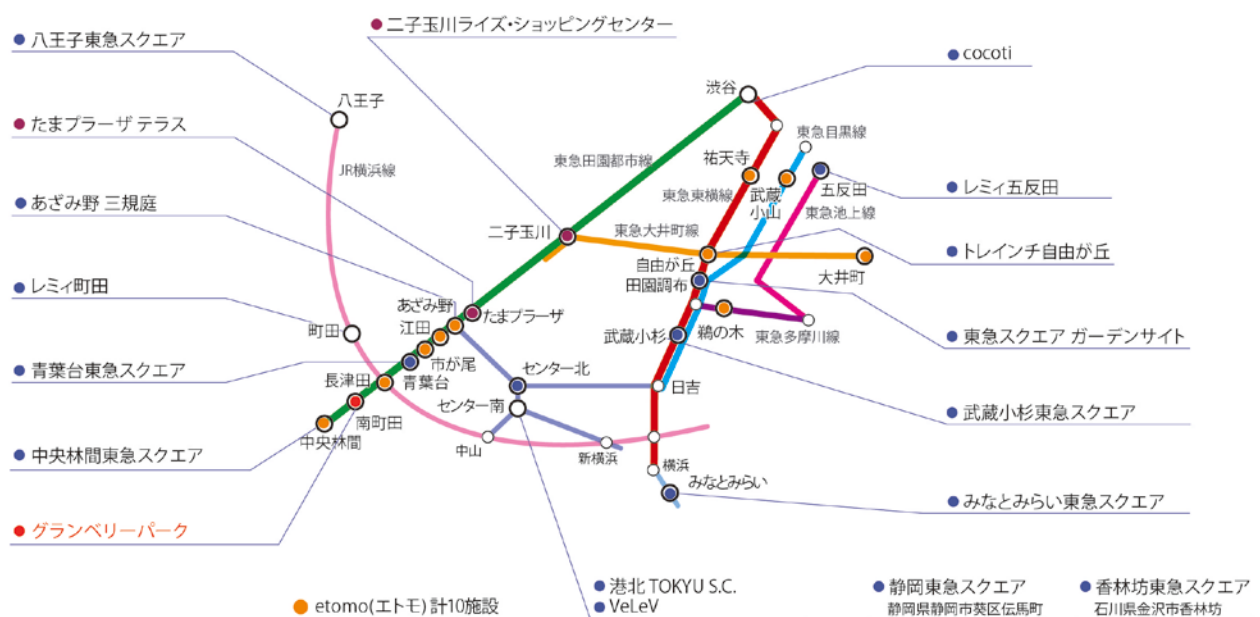 二子玉川ライズ・ショッピングセンター
八王子東急スクエア
cocoti
渋谷
八王子
たまプラーザ テラス
東急目黒線
東急田園都市線
祐天寺
JR横浜線
東急東横線
武蔵
小山
五反田
レミィ五反田
あざみ野 三規庭
東急池上線
二子玉川
東急大井町線
トレインチ自由が丘
自由が丘
大井町
田園調布
レミィ町田
あざみ野
たまプラーザ
町田
江田
武蔵小杉
鵜の木
東急多摩川線
東急スクエア ガーデンサイト
市が尾
青葉台東急スクエア
青葉台
センター北
長津田
日吉
センター南
武蔵小杉東急スクエア
南町田
中央林間
中山
新横浜
中央林間東急スクエア
横浜
みなとみらい
みなとみらい東急スクエア
グランベリーパーク
港北 TOKYU S.C.
静岡東急スクエア
香林坊東急スクエア
etomo(エトモ) 計10施設
VeLeV
静岡県静岡市葵区伝馬町
石川県金沢市香林坊